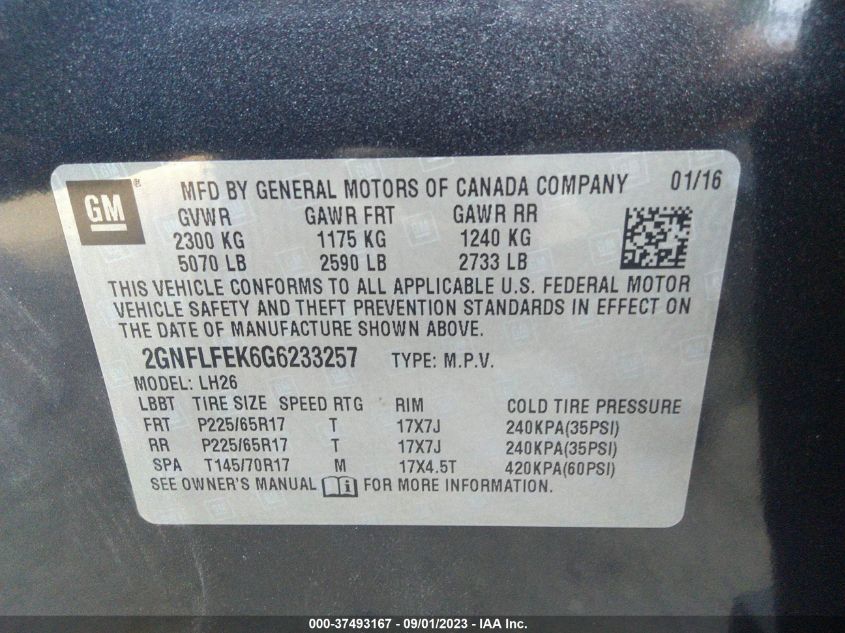 GM
MFD BY GENERAL MOTORS OF CANADA COMPANY 01/16
GVWR GAWR FRT GAWR RR
2300 KG 1175 KG 1240 KG
5070 LB 2590 LB 2733 LB
THIS VEHICLE CONFORMS TO ALL APPLICABLE U.S. FEDERAL MOTOR
VEHICLE SAFETY AND THEFT PREVENTION STANDARDS IN EFFECT ON
THE DATE OF MANUFACTURE SHOWN ABOVE.
2GNFLFEK6G6233257 TYPE: M.P.V.
MODEL: LH26
LBBT TIRE SIZE SPEED RTG RIM COLD TIRE PRESSURE
FRT P225/65R17 T 17X7J 240KPA(35PSI)
RR P225/65R17 T 17X7J 240KPA(35PSI)
SPA T145/70R17 M 17X4.5T 420KPA(60PSI)
SEE OWNER'S MANUAL FOR MORE INFORMATION.
000-37493167 - 09/01/2023 - IAA Inc.